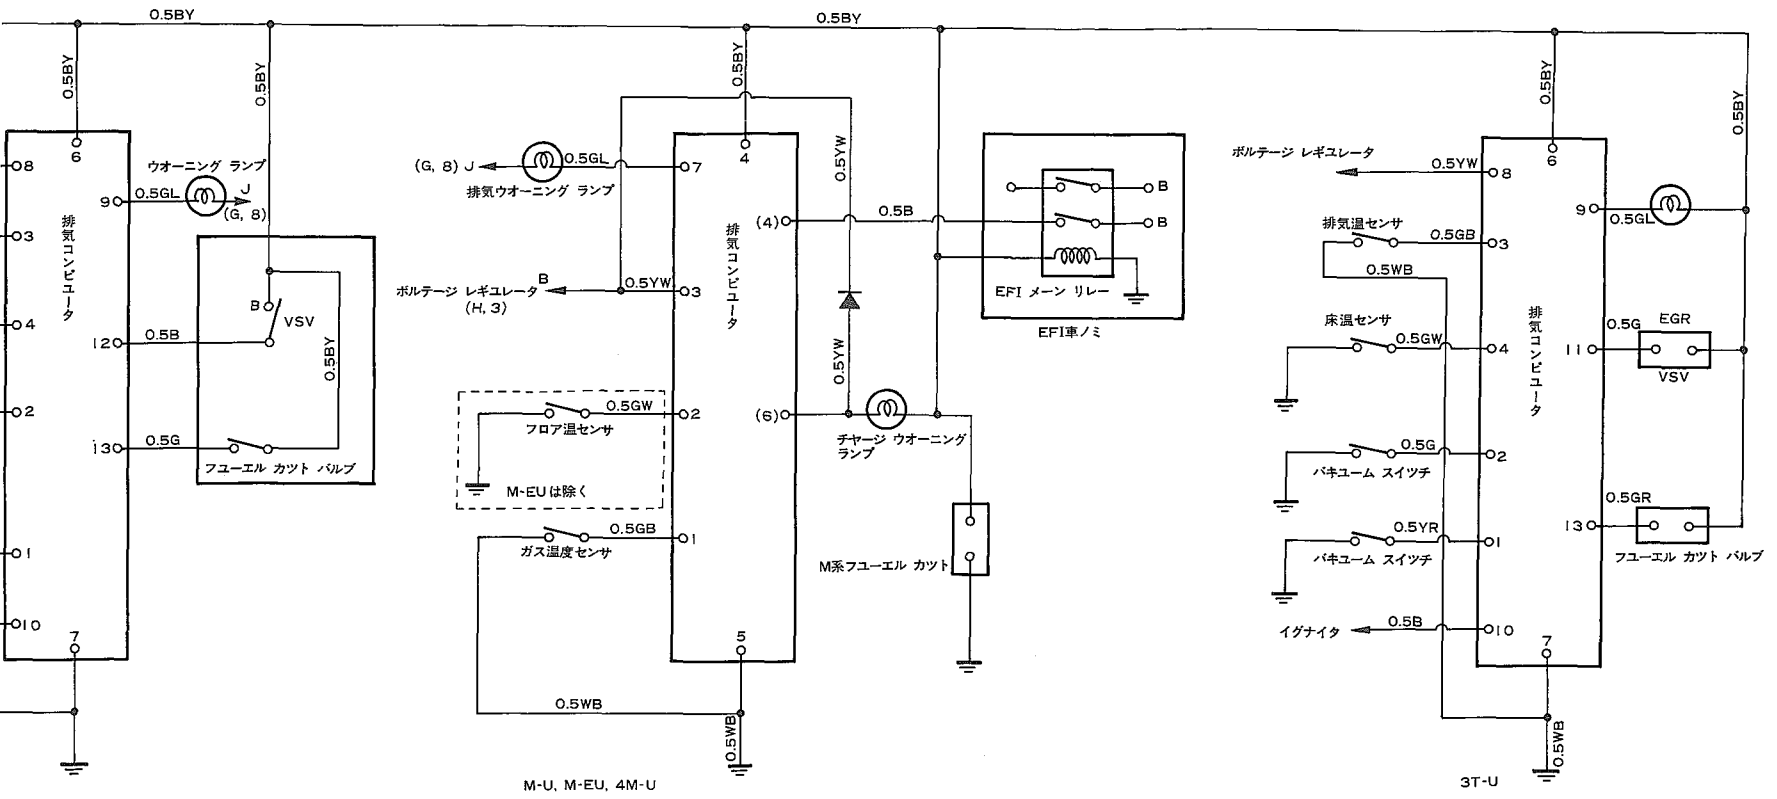 0.5BY
0.5BY
0.5BY
0.5BY
0.5BY
0.5BY
0.5BY
6
8
9
3
4
2
1
10
12
13
7
排気コンピュータ
ウオーニング ランプ
0.5GL
J
(G, 8)
B
VSV
0.5B
0.5BY
0.5G
フューエル カット バルブ
(G, 8) J
0.5GL
排気ウオーニング ランプ
7
4
(4)
0.5B
0.5YW
ボルテージ レギュレータ
(H, 3)
B
0.5YW
3
排気コンピュータ
0.5YW
B
B
EFI メーン リレー
EFI車ノミ
0.5GW
2
フロア温センサ
M-EUは除く
(6)
チャージ ウオーニング
ランプ
0.5GB
1
ガス温度センサ
M系フューエル カット
5
0.5WB
0.5WB
M-U, M-EU, 4M-U
ボルテージ レギュレータ
0.5YW
8
6
9
0.5GL
排気温センサ
0.5GB
3
0.5WB
床温センサ
0.5GW
4
排気コンピュータ
11
0.5G
EGR
VSV
0.5G
2
バキューム スイッチ
0.5YR
1
バキューム スイッチ
13
0.5GR
フューエル カット バルブ
イグナイタ
0.5B
10
7
0.5WB
3T-U